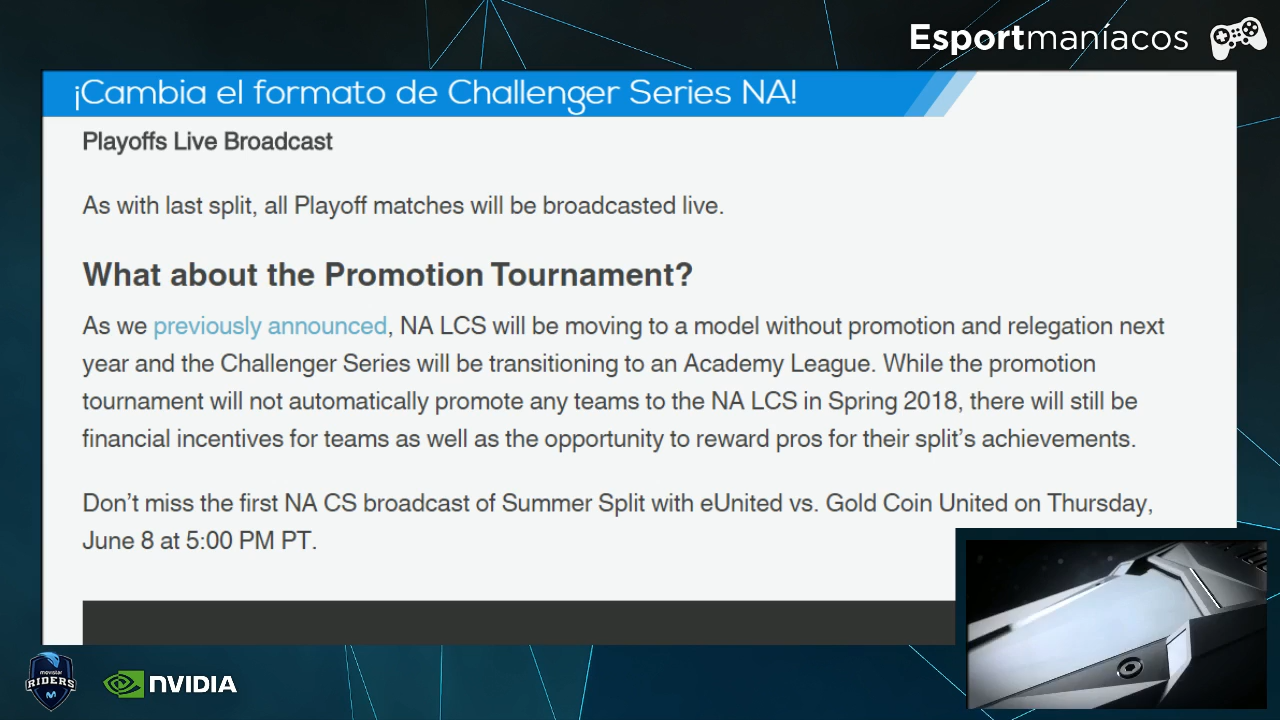 Esportmaníacos
¡Cambia el formato de Challenger Series NA!
Playoffs Live Broadcast
As with last split, all Playoff matches will be broadcasted live.
What about the Promotion Tournament?
As we previously announced, NA LCS will be moving to a model without promotion and relegation next
year and the Challenger Series will be transitioning to an Academy League. While the promotion
tournament will not automatically promote any teams to the NA LCS in Spring 2018, there will still be
financial incentives for teams as well as the opportunity to reward pros for their split's achievements.
Don't miss the first NA CS broadcast of Summer Split with eUnited vs. Gold Coin United on Thursday,
June 8 at 5:00 PM PT.
movistar
RIDERS
NVIDIA